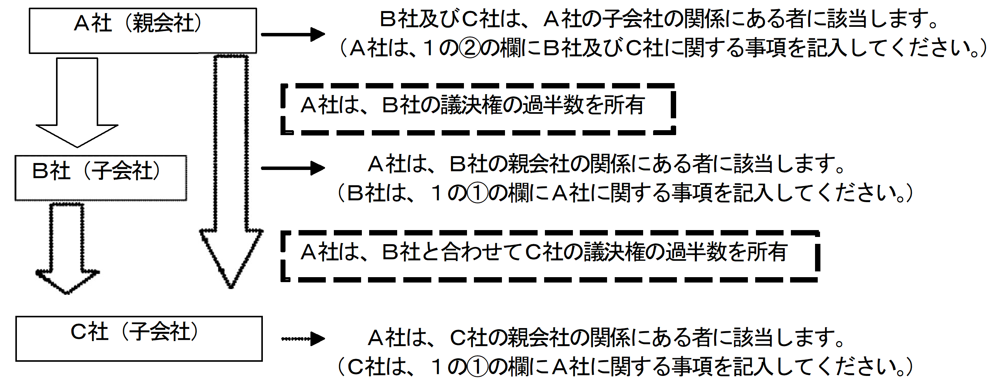 A社（親会社）
B社及びC社は、A社の子会社の関係にある者に該当します。
（A社は、１の②の欄にB社及びC社に関する事項を記入してください。）
A社は、B社の議決権の過半数を所有
B社（子会社）
A社は、B社の親会社の関係にある者に該当します。
（B社は、１の①の欄にA社に関する事項を記入してください。）
A社は、B社と合わせてC社の議決権の過半数を所有
C社（子会社）
A社は、C社の親会社の関係にある者に該当します。
（C社は、１の①の欄にA社に関する事項を記入してください。）